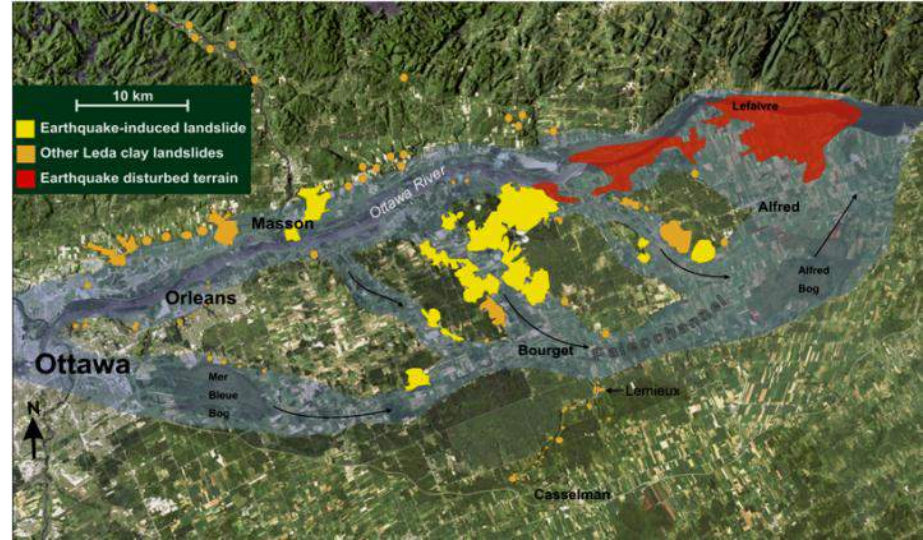 10 km
Earthquake-induced landslide
Other Leda clay landslides
Earthquake disturbed terrain
Lefaivre
Ottawa River
Masson
Alfred
Orleans
Alfred
Bog
Paleochannel
Ottawa
Bourget
Mer
Bleue
Bog
Lemieux
N
Casselman